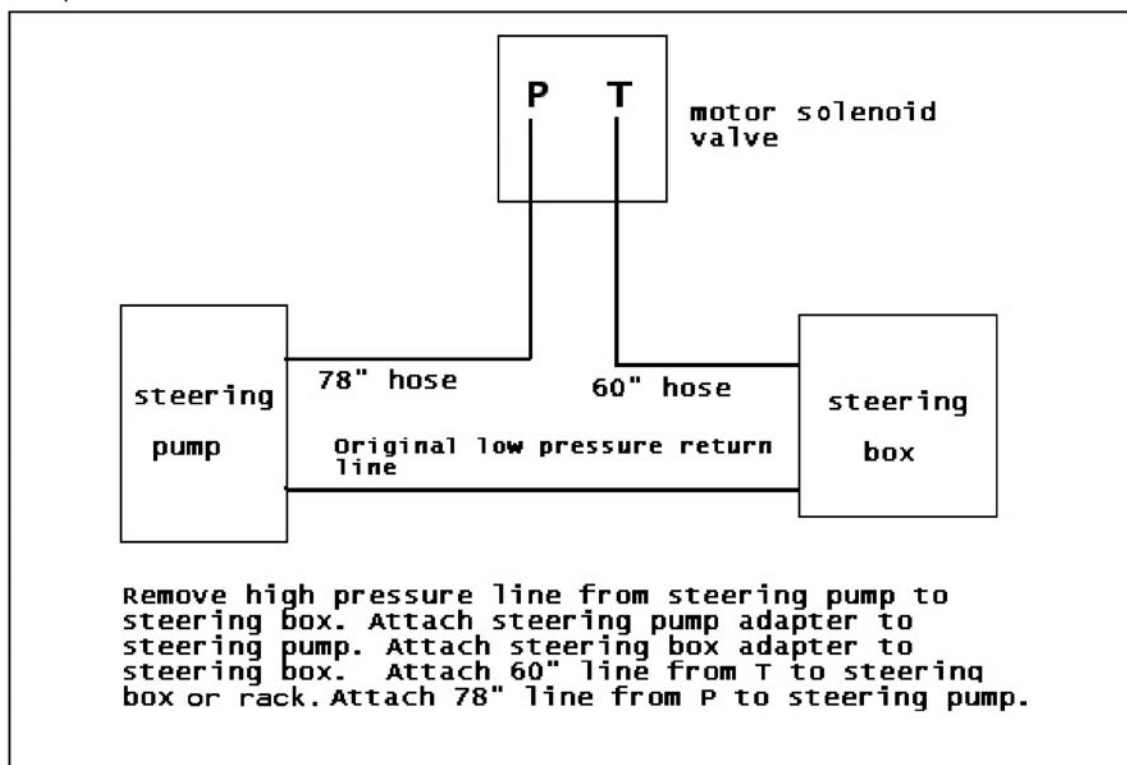 P T
motor solenoid
valve
78" hose
60" hose
steering
pump
steering
box
Original low pressure return
line
Remove high pressure line from steering pump to
steering box. Attach steering pump adapter to
steering pump. Attach steering box adapter to
steering box. Attach 60" line from T to steering
box or rack. Attach 78" line from P to steering pump.